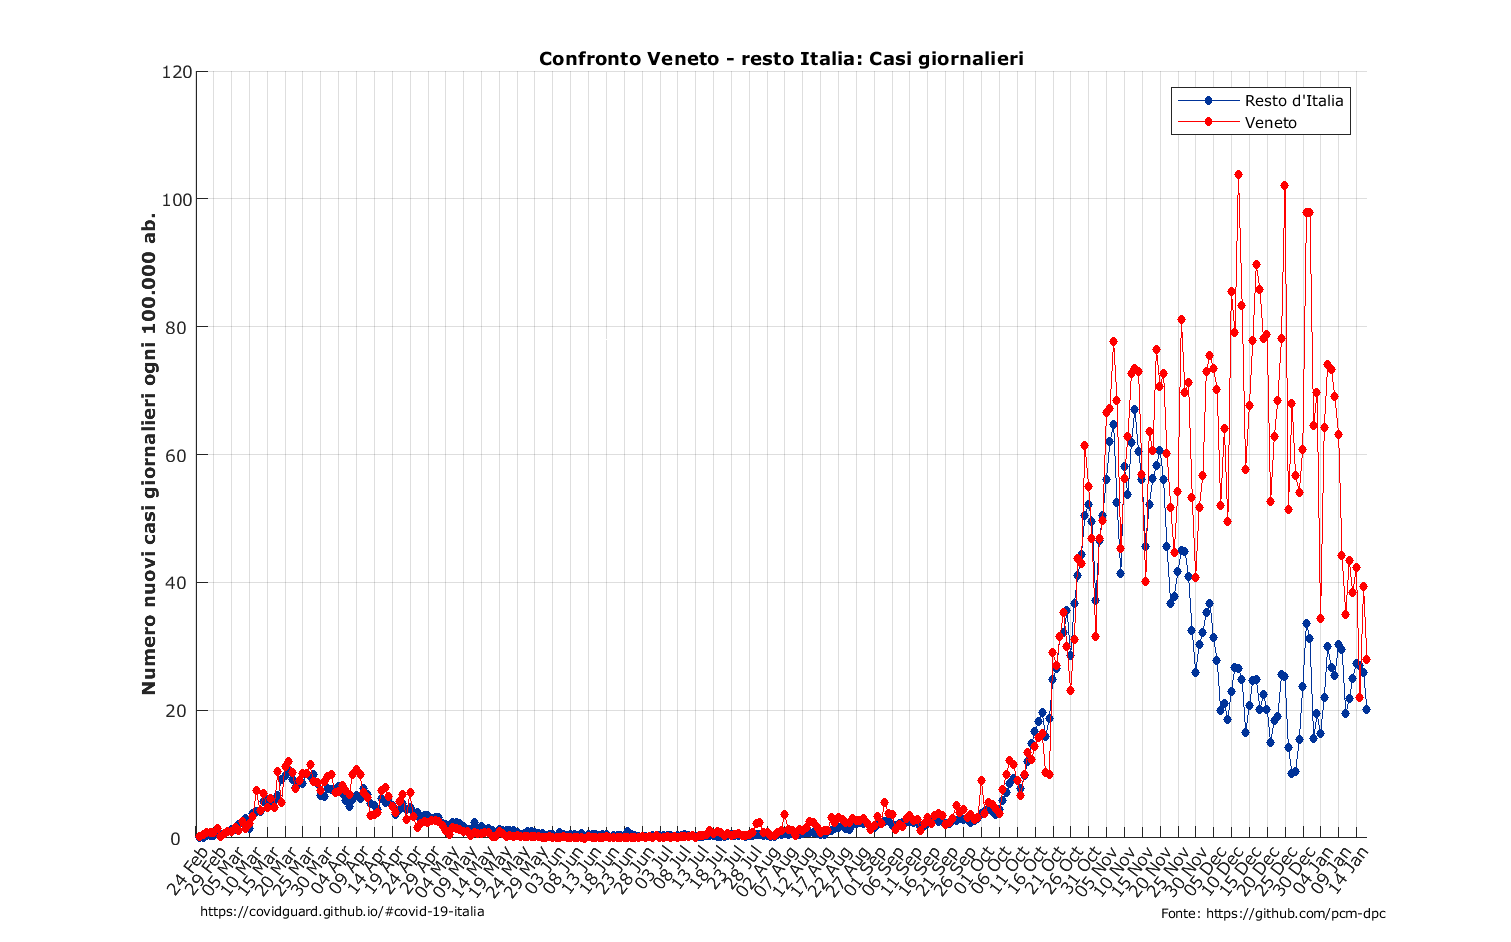 Confronto Veneto - resto Italia: Casi giornalieri
Resto d'Italia
Veneto
Numero nuovi casi giornalieri ogni 100.000 ab.
120
100
80
60
40
20
0
24 Feb
29 Feb
05 Mar
10 Mar
15 Mar
20 Mar
25 Mar
30 Mar
04 Apr
09 Apr
14 Apr
19 Apr
24 Apr
29 Apr
04 May
09 May
14 May
19 May
24 May
29 May
03 Jun
08 Jun
13 Jun
18 Jun
23 Jun
28 Jun
03 Jul
08 Jul
13 Jul
18 Jul
23 Jul
28 Jul
02 Aug
07 Aug
12 Aug
17 Aug
22 Aug
27 Aug
01 Sep
06 Sep
11 Sep
16 Sep
21 Sep
26 Sep
01 Oct
06 Oct
11 Oct
16 Oct
21 Oct
26 Oct
31 Oct
05 Nov
10 Nov
15 Nov
20 Nov
25 Nov
30 Nov
05 Dec
10 Dec
15 Dec
20 Dec
25 Dec
30 Dec
04 Jan
09 Jan
14 Jan
https://covidguard.github.io/#covid-19-italia
Fonte: https://github.com/pcm-dpc